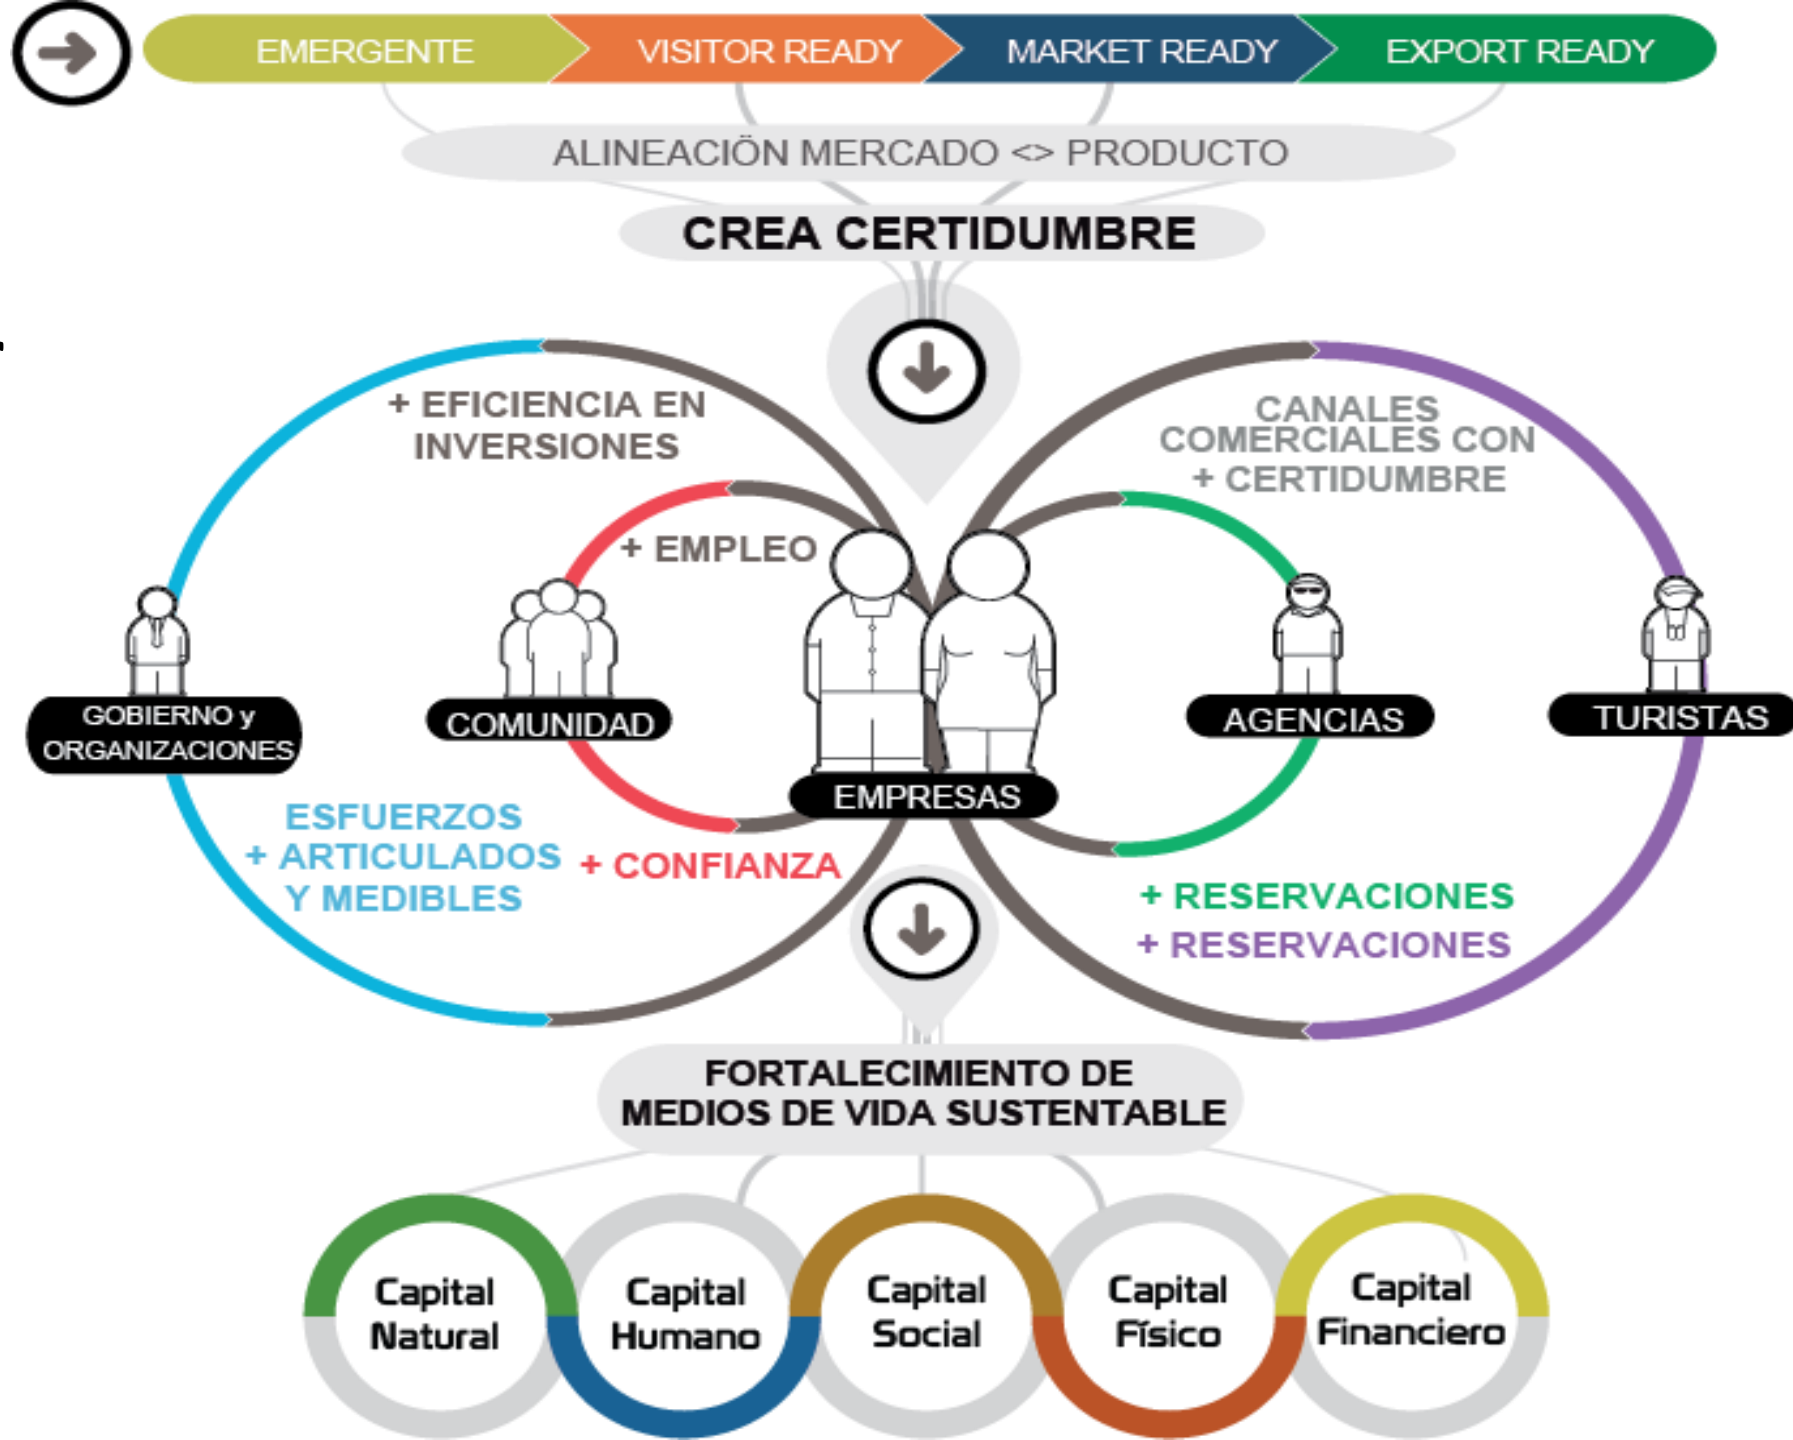 EMERGENTE
VISITOR READY
MARKET READY
EXPORT READY
ALINEACIÖN MERCADO <> PRODUCTO
CREA CERTIDUMBRE
+ EFICIENCIA EN
INVERSIONES
CANALES
COMERCIALES CON
+ CERTIDUMBRE
+ EMPLEO
GOBIERNO y
ORGANIZACIONES
COMUNIDAD
EMPRESAS
AGENCIAS
TURISTAS
ESFUERZOS
+ ARTICULADOS
Y MEDIBLES
+ CONFIANZA
+ RESERVACIONES
+ RESERVACIONES
FORTALECIMIENTO DE
MEDIOS DE VIDA SUSTENTABLE
Capital
Natural
Capital
Humano
Capital
Social
Capital
Físico
Capital
Financiero